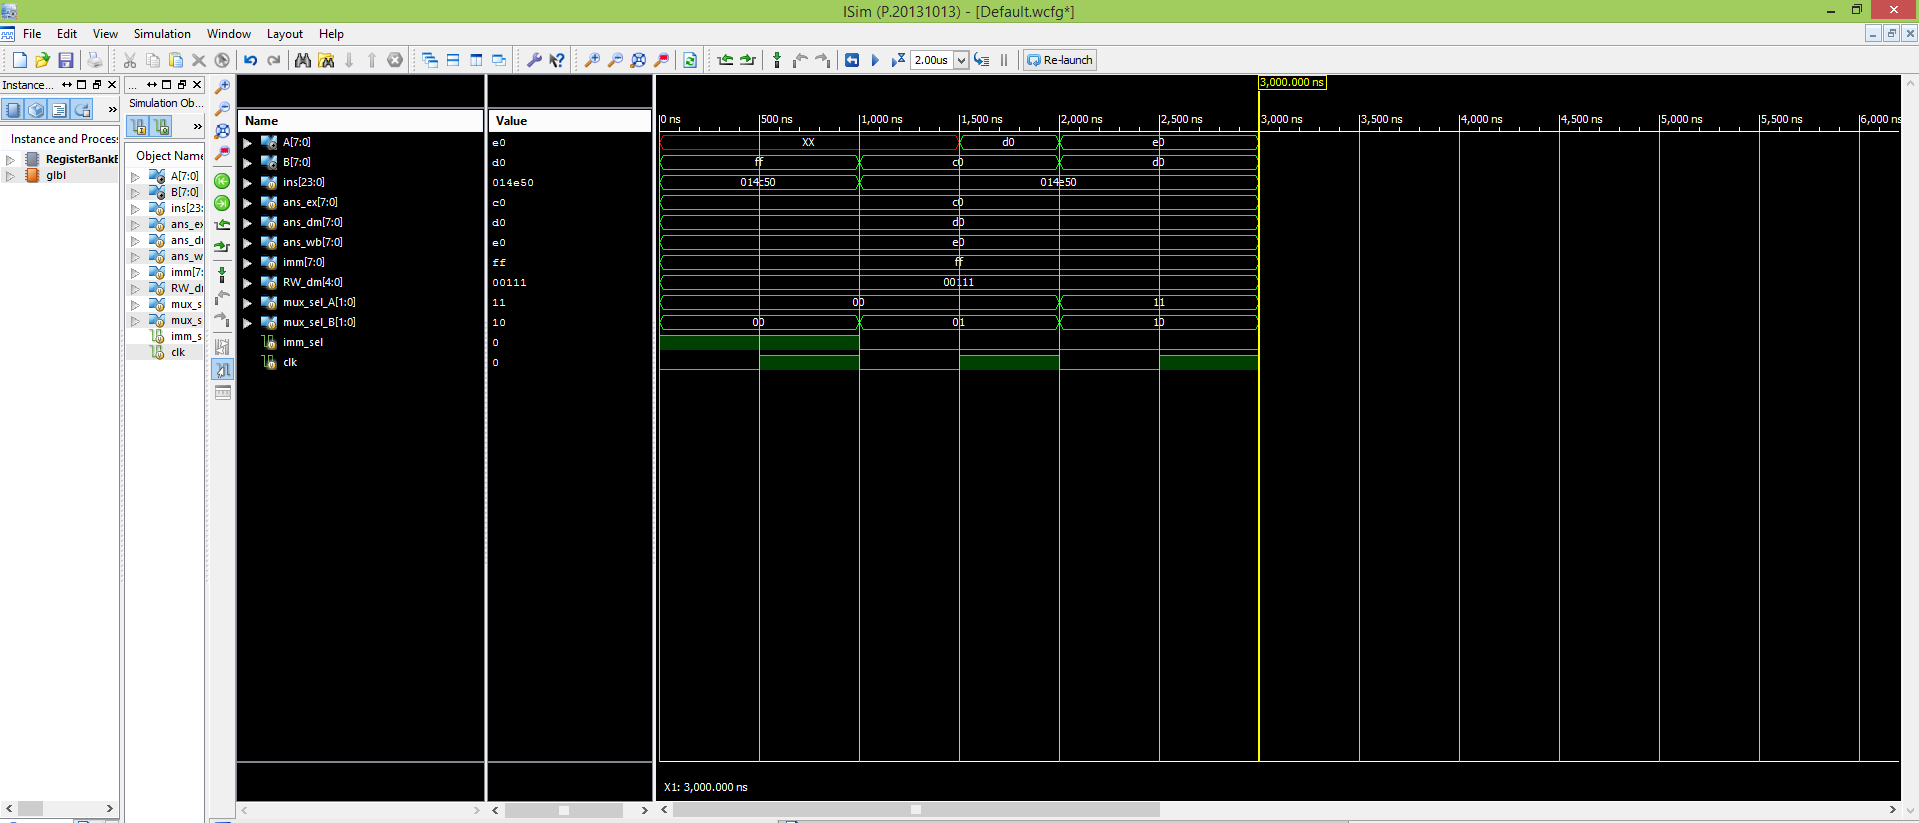 ISim (P.20131013) - [Default.wcfg*]
File Edit View Simulation Window Layout Help
2.00us Re-launch
Instance...
...
Simulation Ob...
Instance and Process
RegisterBankB
glbl
Object Name
A[7:0]
B[7:0]
ins[23:
ans_ex
ans_d
ans_w
imm[7:
RW_d
mux_s
mux_s
imm_s
clk
Name Value
A[7:0] e0
B[7:0] d0
ins[23:0] 014e50
ans_ex[7:0] c0
ans_dm[7:0] d0
ans_wb[7:0] e0
imm[7:0] ff
RW_dm[4:0] 00111
mux_sel_A[1:0] 11
mux_sel_B[1:0] 10
imm_sel 0
clk 0
3,000.000 ns
0 ns 500 ns 1,000 ns 1,500 ns 2,000 ns 2,500 ns 3,000 ns 3,500 ns 4,000 ns 4,500 ns 5,000 ns 5,500 ns 6,000 ns
XX d0 e0
ff c0 d0
014c50 014e50
c0
d0
e0
ff
00111
00 11
00 01 10
X1: 3,000.000 ns